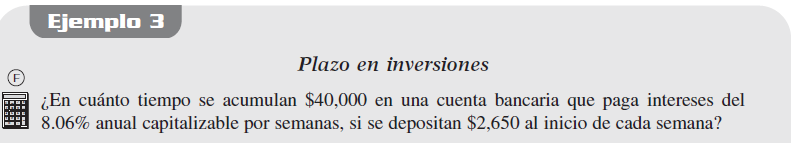 Ejemplo 3
Plazo en inversiones
F
¿En cuánto tiempo se acumulan $40,000 en una cuenta bancaria que paga intereses del
8.06% anual capitalizable por semanas, si se depositan $2,650 al inicio de cada semana?